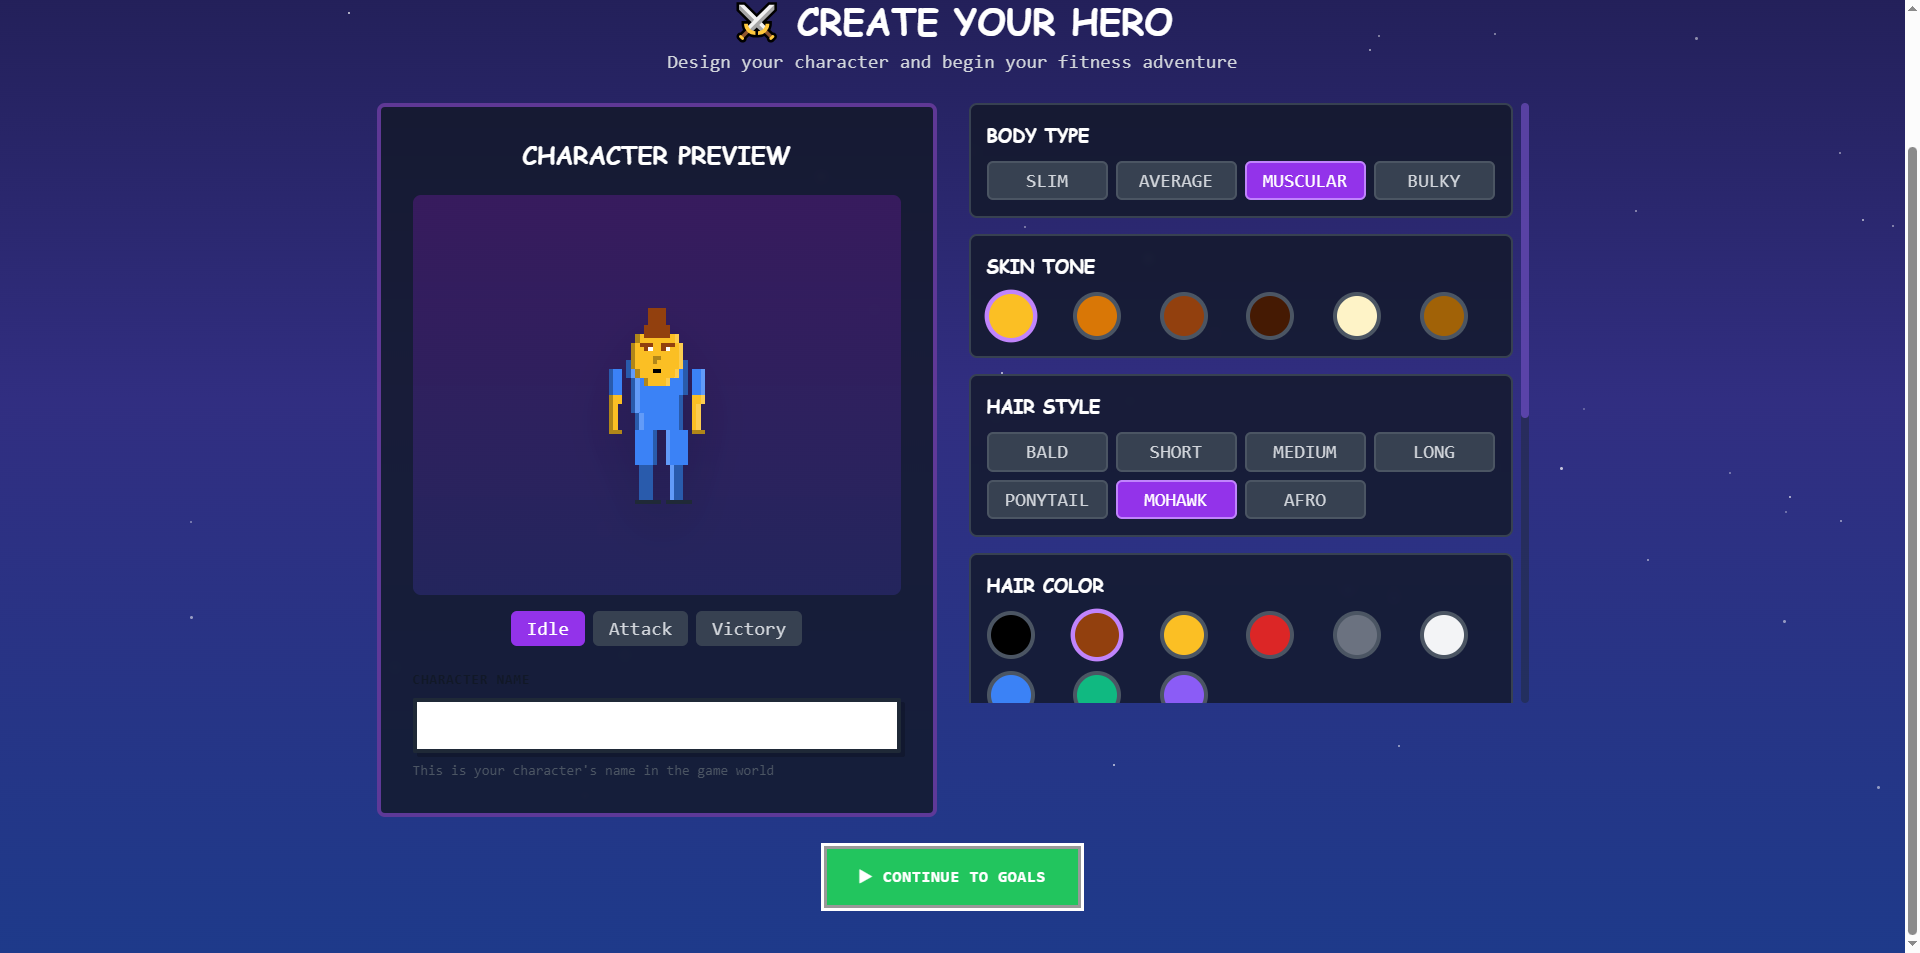 CREATE YOUR HERO
Design your character and begin your fitness adventure
CHARACTER PREVIEW
Idle Attack Victory
CHARACTER NAME
This is your character's name in the game world
BODY TYPE
SLIM AVERAGE MUSCULAR BULKY
SKIN TONE
HAIR STYLE
BALD SHORT MEDIUM LONG
PONYTAIL MOHAWK AFRO
HAIR COLOR
CONTINUE TO GOALS